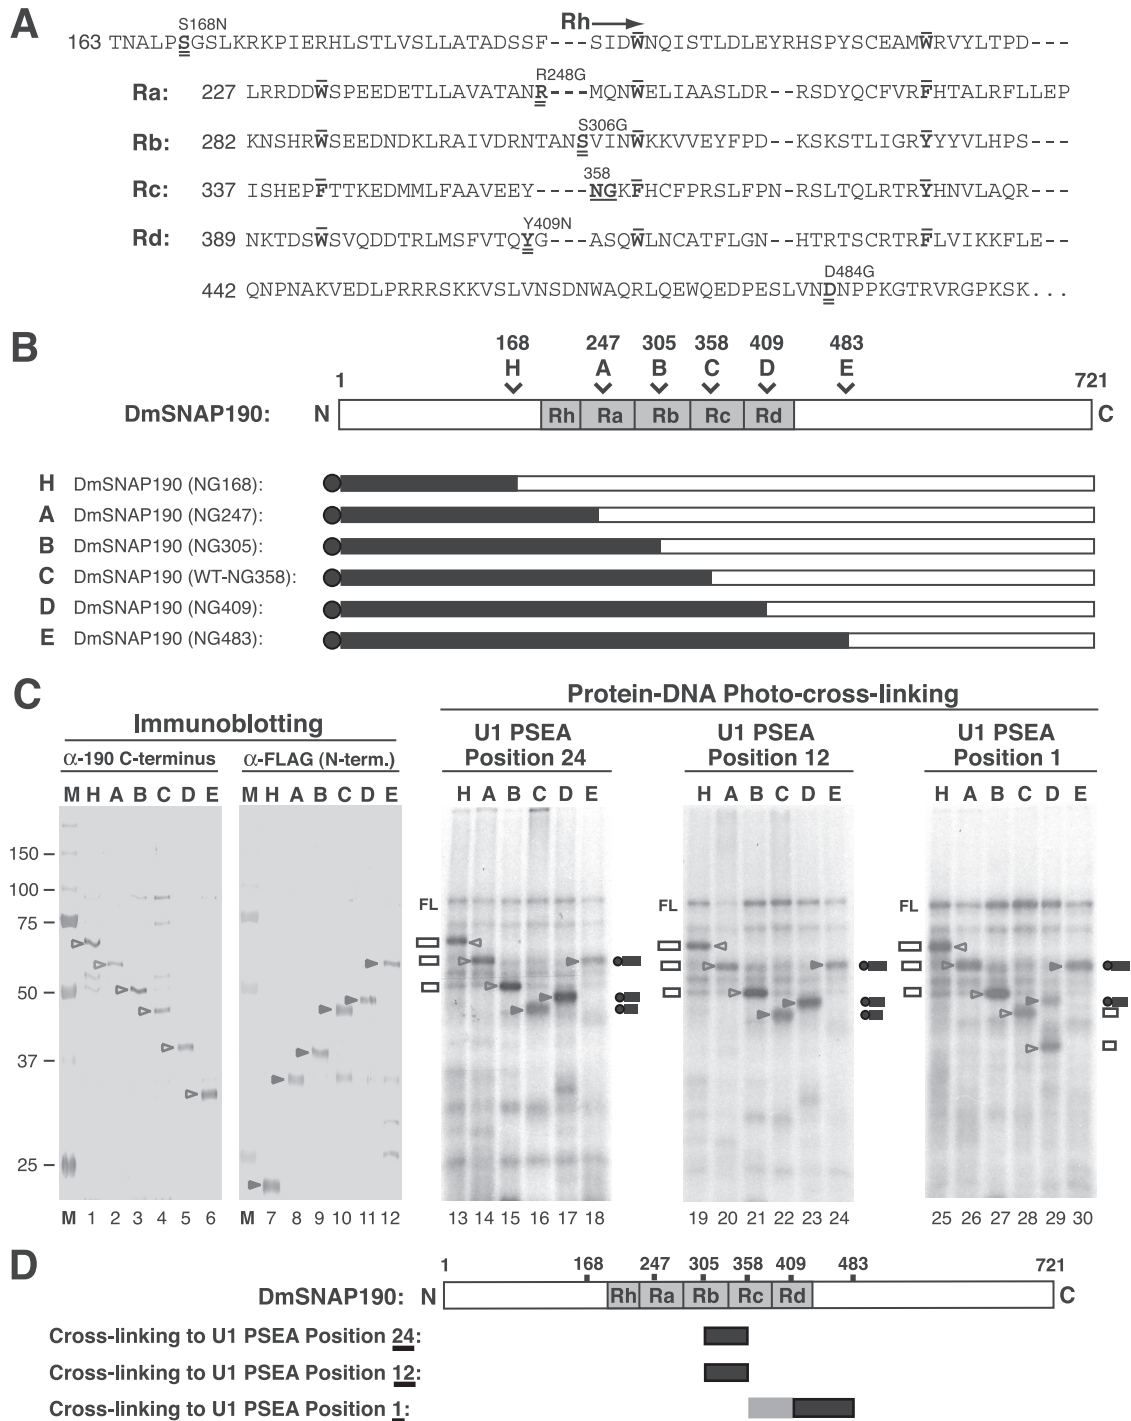 A
S168N Rh
163 TNALPSGSLKRKPIERHLSTLVSLLATADSSF---SIDWNQISTLDLEYRHSPYSCEAMWRVYLTPD---
R248G
Ra: 227 LRRDDWSPEEDETLLAVATANR---MQNWELIAASLDR--RSDYQCFVRFHTALRFLLEP
S306G
Rb: 282 KNSHRWSEEDNDKLRAIVDRNTANSVINWKKVVEYFPD--KSKSTLIGRYYYVLHPS---
358
Rc: 337 ISHEPFTTKEDMMLFAAVEEY----NGKFHCFPRSLFPN-RSLTQLRTRYHNVLAQR---
Y409N
Rd: 389 NKTDSWSVQDDTRLMSFVTQYG---ASQWLNCATFLGN--HTRTSCRTRFLVIKKFLE--
D484G
442 QNPNAKVEDLPRRRSKKVSLVNSDNWAQRLQEWQEDPESLVNDNPPKGTRVRGPKSK...
B
168 247 305 358 409 483
H A B C D E
1 721
DmSNAP190: N Rh Ra Rb Rc Rd C
H DmSNAP190 (NG168):
A DmSNAP190 (NG247):
B DmSNAP190 (NG305):
C DmSNAP190 (WT-NG358):
D DmSNAP190 (NG409):
E DmSNAP190 (NG483):
C
Protein-DNA Photo-cross-linking
Immunoblotting
U1 PSEA Position 24
U1 PSEA Position 12
U1 PSEA Position 1
α-190 C-terminus α-FLAG (N-term.)
M H A B C D E M H A B C D E H A B C D E H A B C D E H A B C D E
150
100
75
50
37
25
FL FL FL
M 1 2 3 4 5 6 M 7 8 9 10 11 12 13 14 15 16 17 18 19 20 21 22 23 24 25 26 27 28 29 30
D
1 168 247 305 358 409 483 721
DmSNAP190: N Rh Ra Rb Rc Rd C
Cross-linking to U1 PSEA Position 24:
Cross-linking to U1 PSEA Position 12:
Cross-linking to U1 PSEA Position 1: